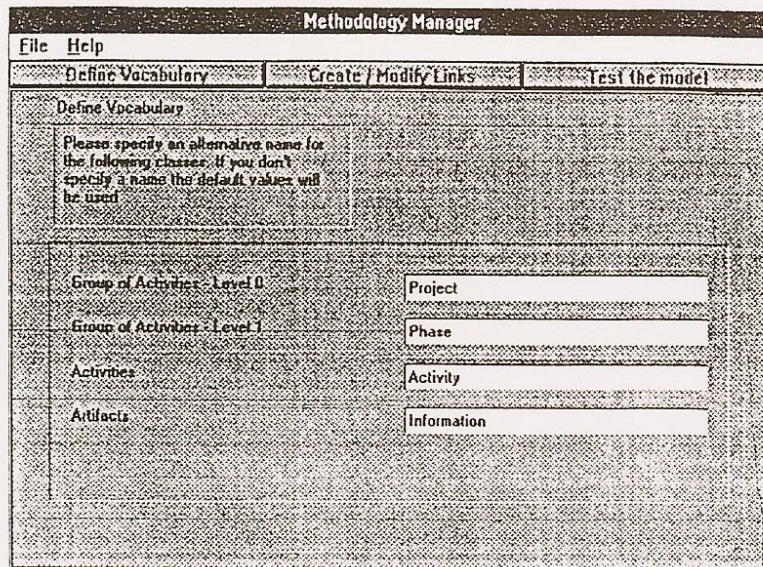 Methodology Manager
File Help
Define Vocabulary Create / Modify Links Test the model
Define Vocabulary
Please specify an alternative name for
the following classes. If you don't
specify a name the default values will
be used
Group of Activities - Level 0 Project
Group of Activities - Level 1 Phase
Activities Activity
Artifacts Information